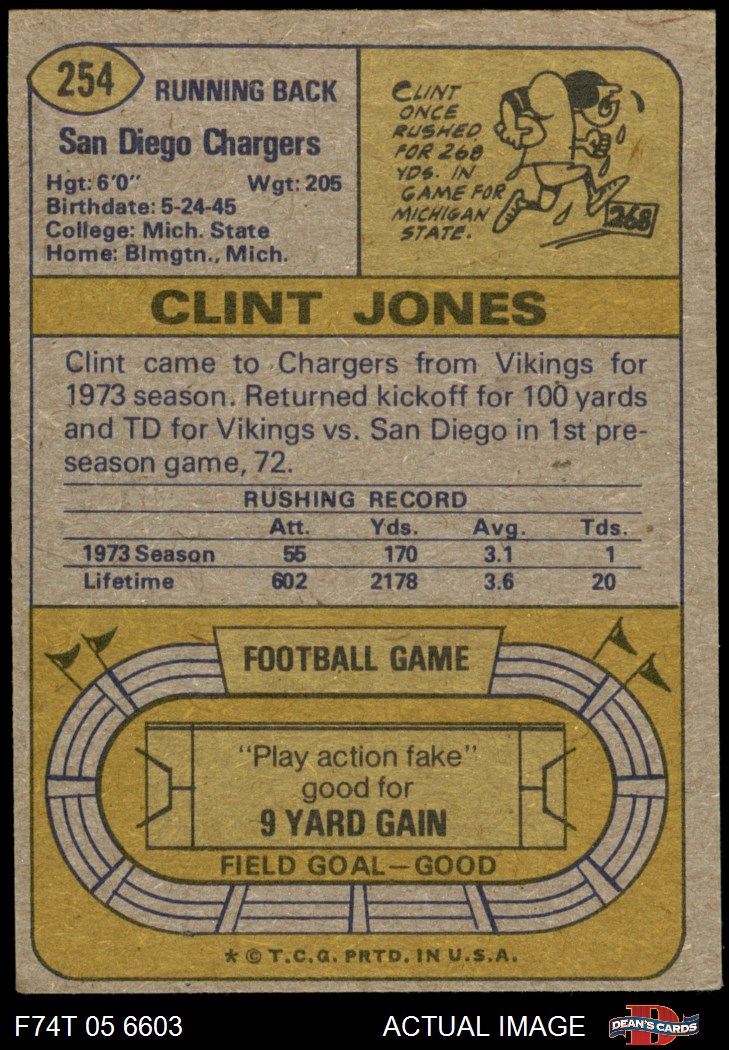 254
RUNNING BACK
San Diego Chargers
Hgt: 6'0" Wgt: 205
Birthdate: 5-24-45
College: Mich. State
Home: Blmgtn., Mich.
CLINT
ONCE
RUSHED
FOR 268
YDS. IN
GAME FOR
MICHIGAN
STATE.
268
CLINT JONES
Clint came to Chargers from Vikings for
1973 season. Returned kickoff for 100 yards
and TD for Vikings vs. San Diego in 1st pre-
season game, 72.
RUSHING RECORD
Att. Yds. Avg. Tds.
1973 Season 55 170 3.1 1
Lifetime 602 2178 3.6 20
FOOTBALL GAME
"Play action fake"
good for
9 YARD GAIN
FIELD GOAL—GOOD
* © T.C.G. PRTD. IN U.S.A.
F74T 05 6603 ACTUAL IMAGE DEAN'S CARDS